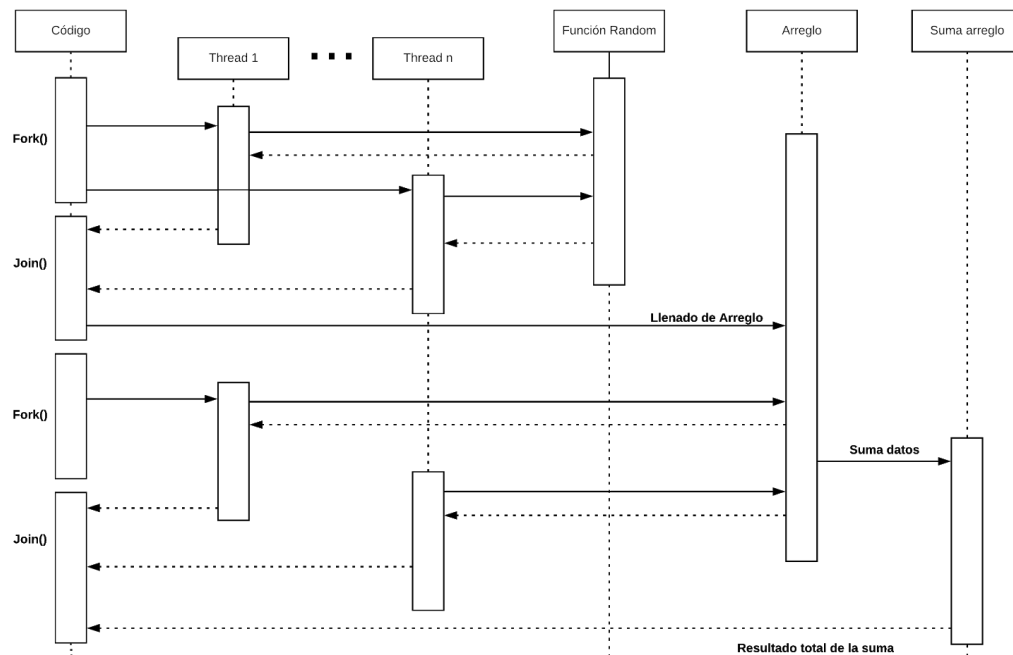 Código
Thread 1
Thread n
Función Random
Arreglo
Suma arreglo
Fork()
Join()
Llenado de Arreglo
Fork()
Suma datos
Join()
Resultado total de la suma